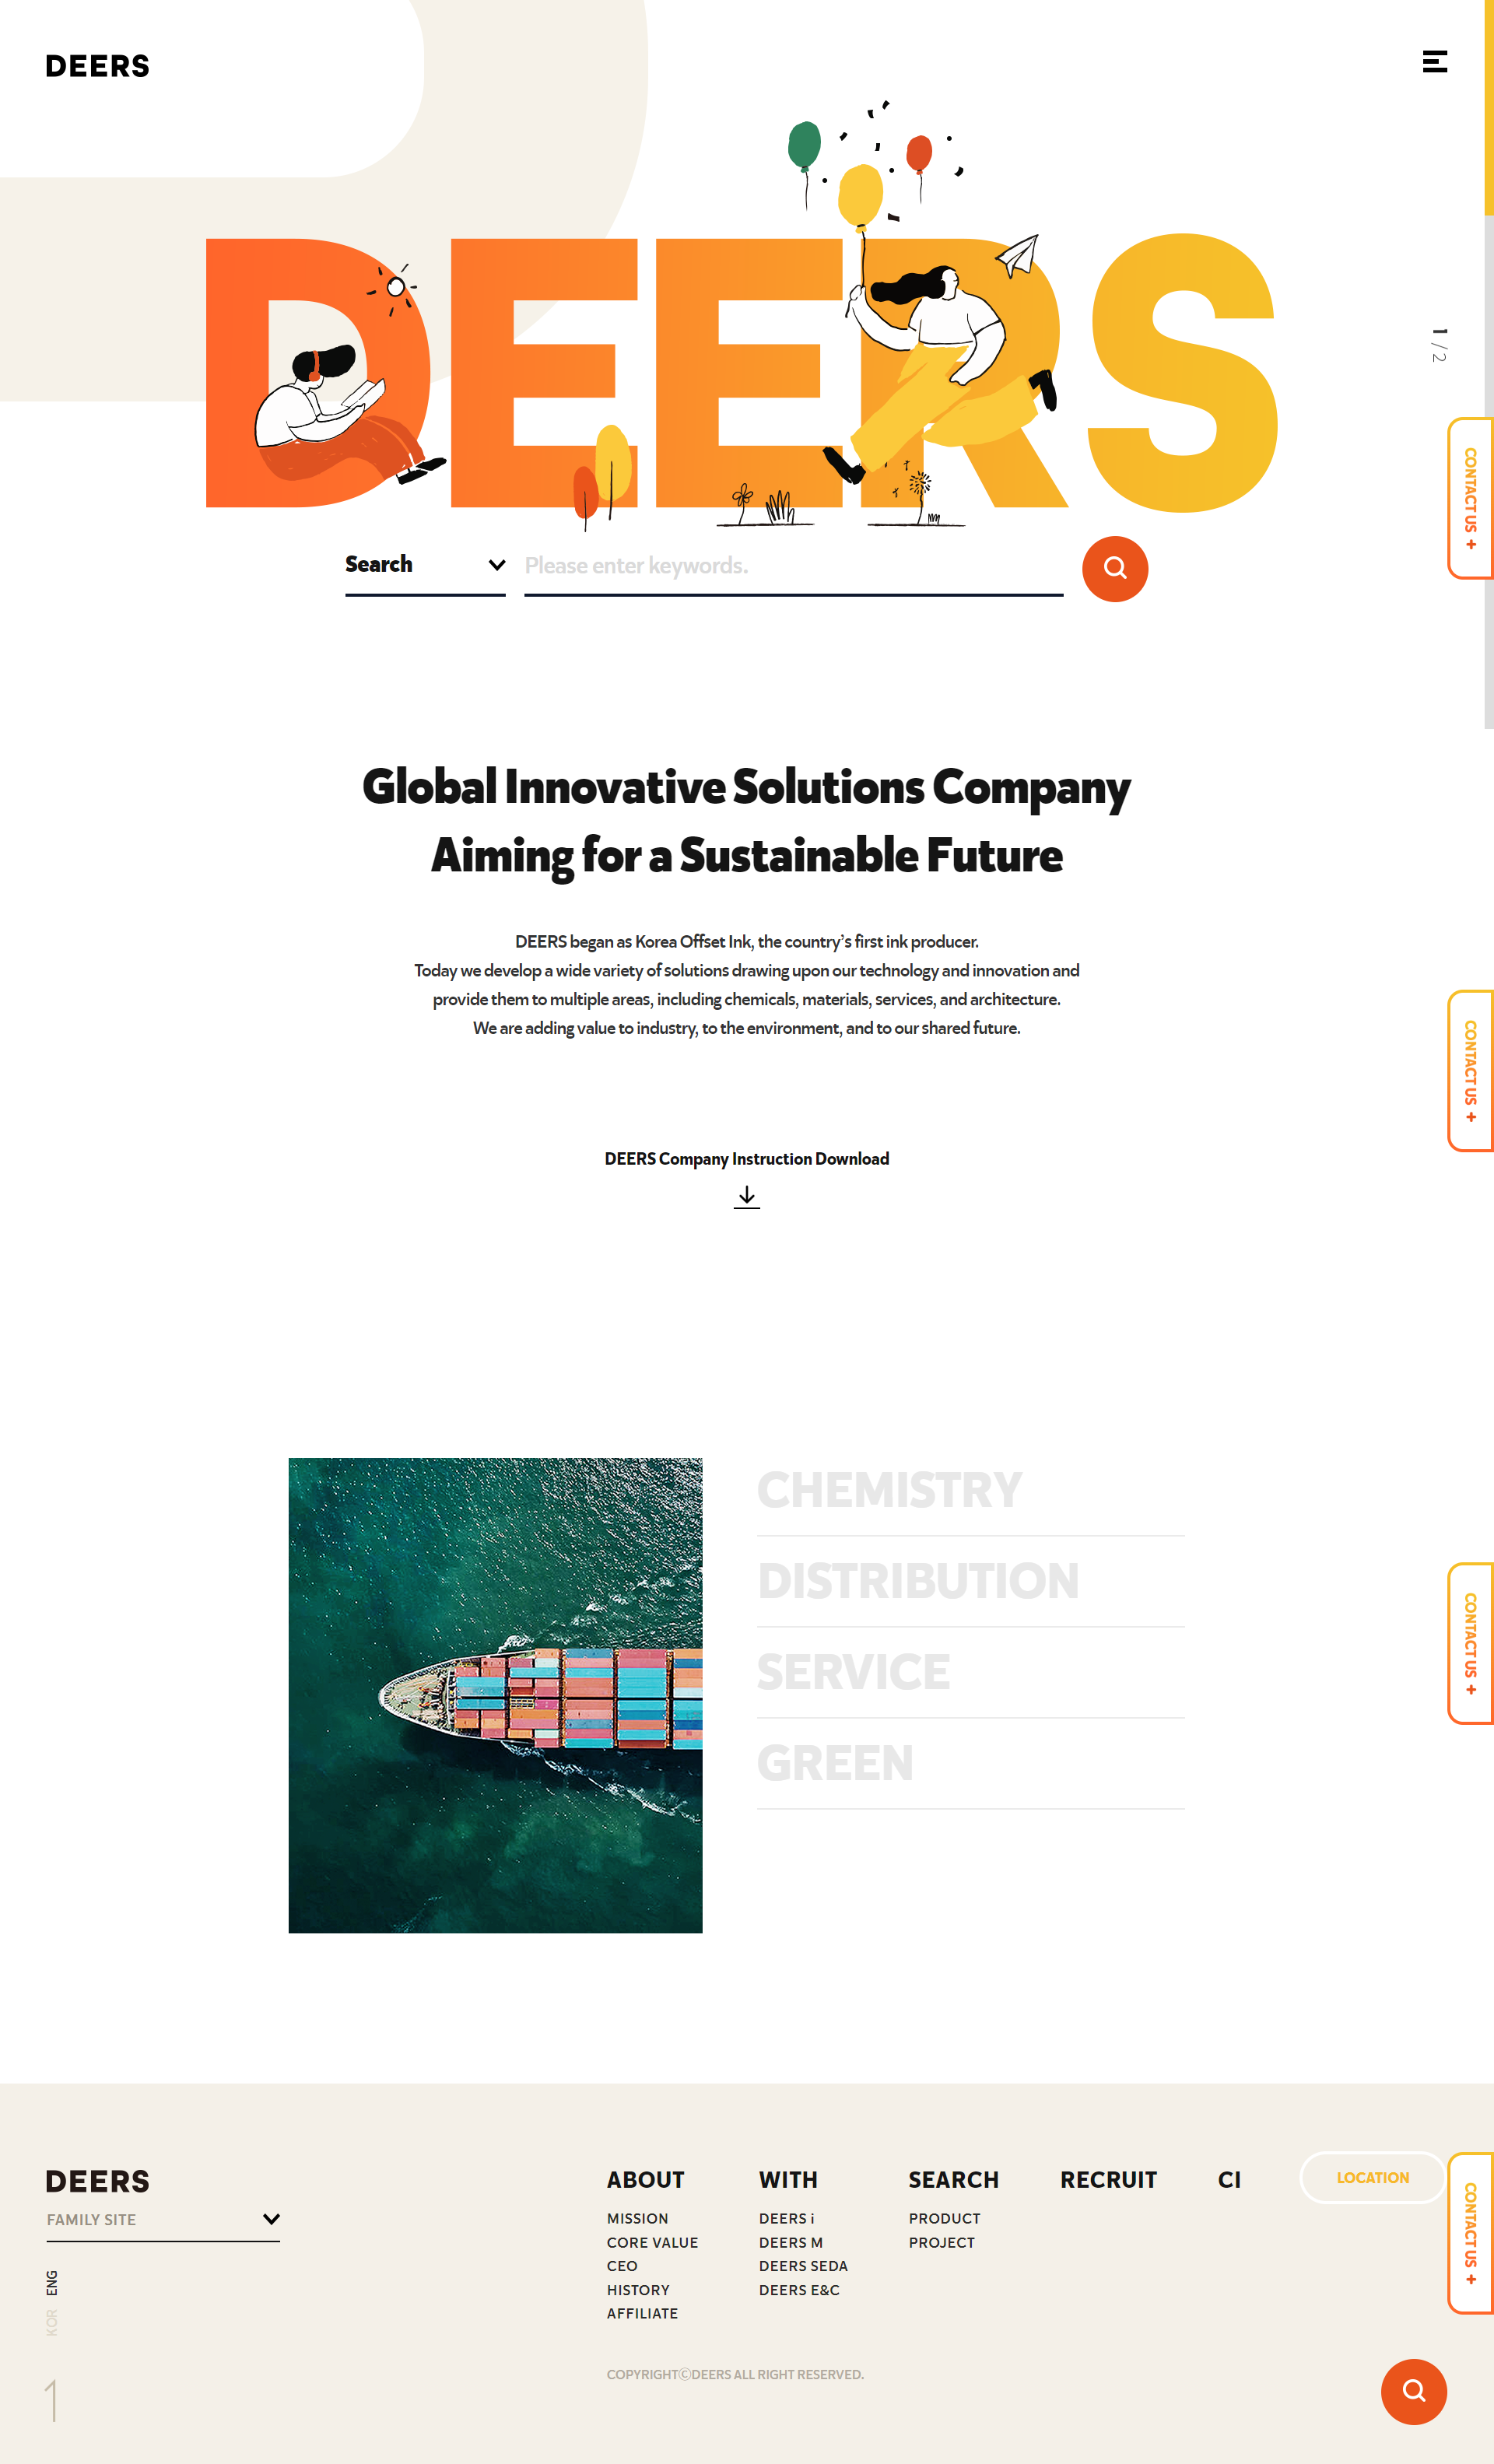 DEERS
DEERS
1 / 2
Search
Please enter keywords.
CONTACT US +
Global Innovative Solutions Company
Aiming for a Sustainable Future
DEERS began as Korea Offset Ink, the country’s first ink producer.
Today we develop a wide variety of solutions drawing upon our technology and innovation and
provide them to multiple areas, including chemicals, materials, services, and architecture.
We are adding value to industry, to the environment, and to our shared future.
CONTACT US +
DEERS Company Instruction Download
CHEMISTRY
DISTRIBUTION
SERVICE
GREEN
CONTACT US +
DEERS
FAMILY SITE
ENG
KOR
1
ABOUT
MISSION
CORE VALUE
CEO
HISTORY
AFFILIATE
WITH
DEERS i
DEERS M
DEERS SEDA
DEERS E&C
SEARCH
PRODUCT
PROJECT
RECRUIT
CI
LOCATION
CONTACT US +
COPYRIGHTⒸDEERS ALL RIGHT RESERVED.